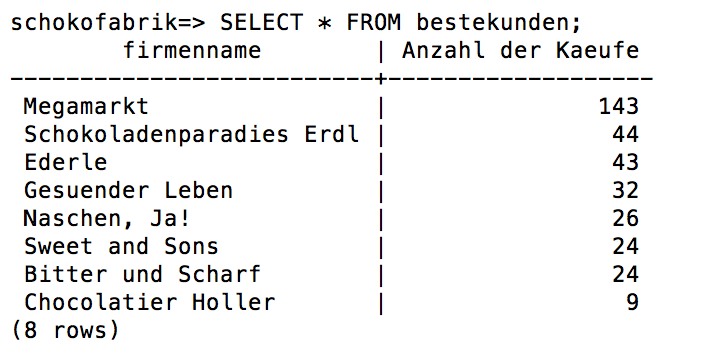 schokofabrik=> SELECT * FROM bestekunden;
        firmenname         | Anzahl der Kaeufe
---------------------------+-------------------
 Megamarkt                 |               143
 Schokoladenparadies Erdl  |                44
 Ederle                    |                43
 Gesuender Leben           |                32
 Naschen, Ja!              |                26
 Sweet and Sons            |                24
 Bitter und Scharf         |                24
 Chocolatier Holler        |                 9
(8 rows)